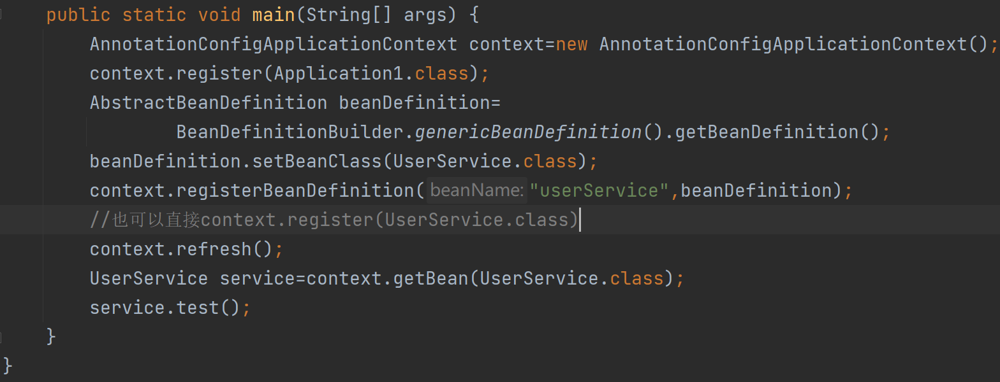 public static void main(String[] args) {
AnnotationConfigApplicationContext context=new AnnotationConfigApplicationContext();
context.register(Application1.class);
AbstractBeanDefinition beanDefinition=
BeanDefinitionBuilder.genericBeanDefinition().getBeanDefinition();
beanDefinition.setBeanClass(UserService.class);
context.registerBeanDefinition( beanName: "userService",beanDefinition);
//也可以直接context.register(UserService.class)
context.refresh();
UserService service=context.getBean(UserService.class);
service.test();
}
}